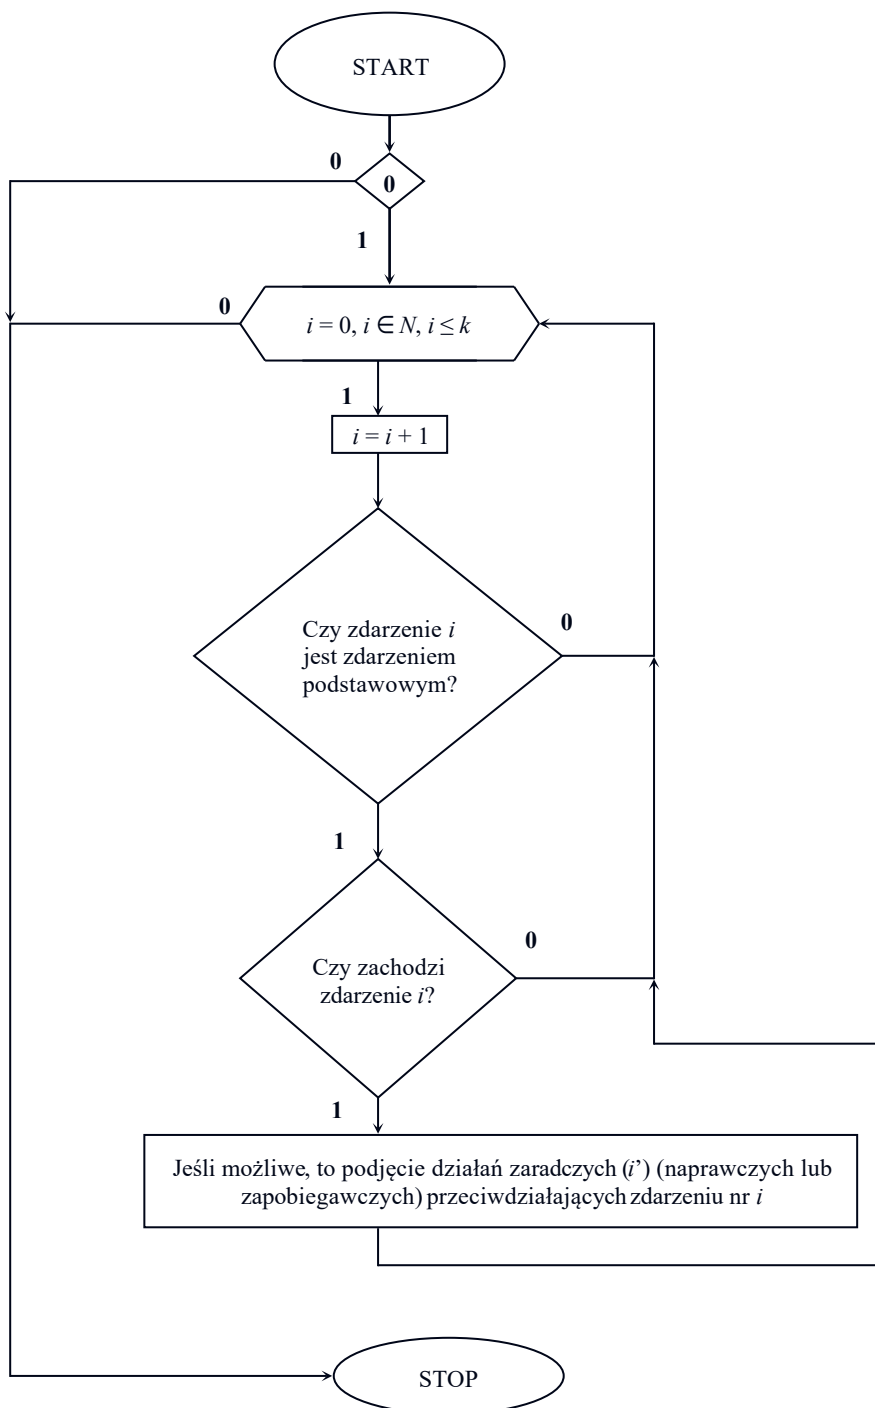 START
0
0
1
0
i = 0, i ∈ N, i ≤ k
1
i = i + 1
Czy zdarzenie i
jest zdarzeniem
podstawowym?
0
1
Czy zachodzi
zdarzenie i?
0
1
Jeśli możliwe, to podjęcie działań zaradczych (i’) (naprawczych lub
zapobiegawczych) przeciwdziałających zdarzeniu nr i
STOP